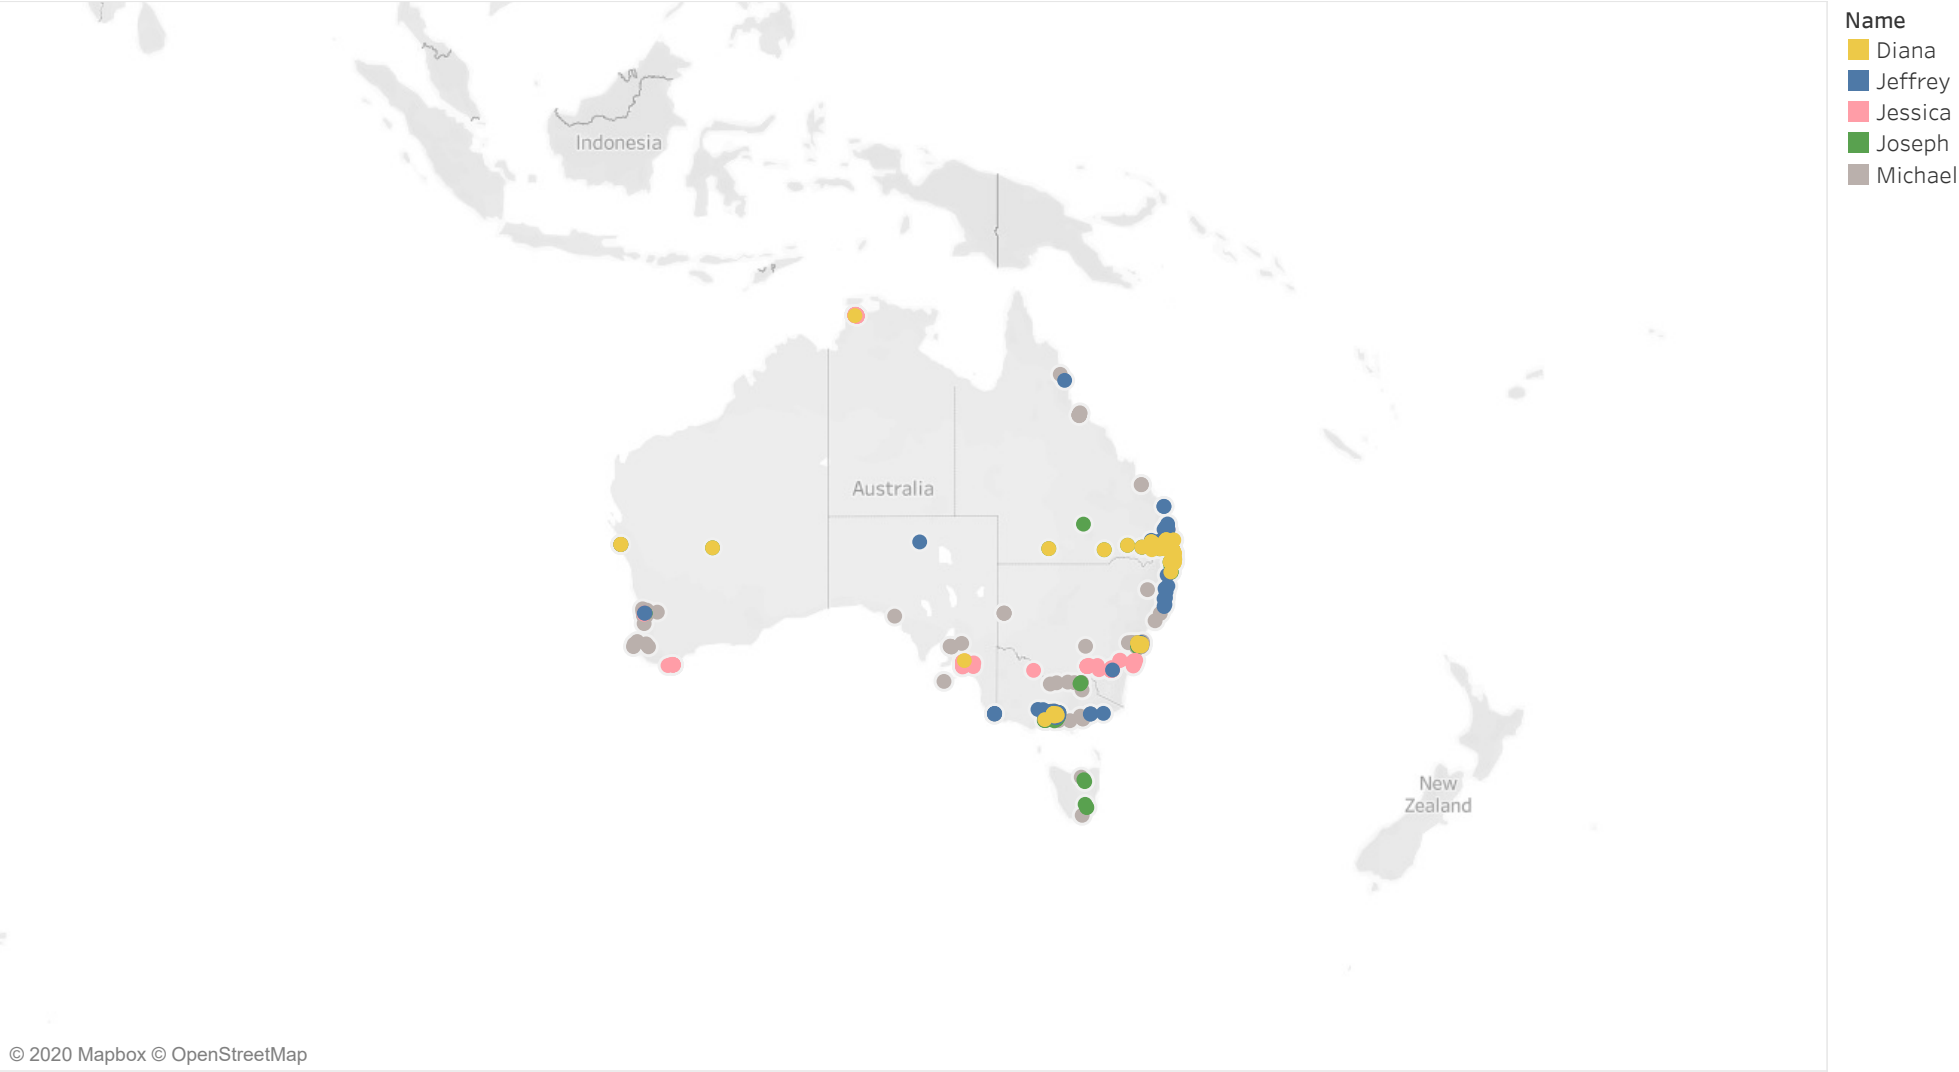 Name
Diana
Jeffrey
Jessica
Joseph
Michael
Indonesia
Australia
New
Zealand
© 2020 Mapbox © OpenStreetMap